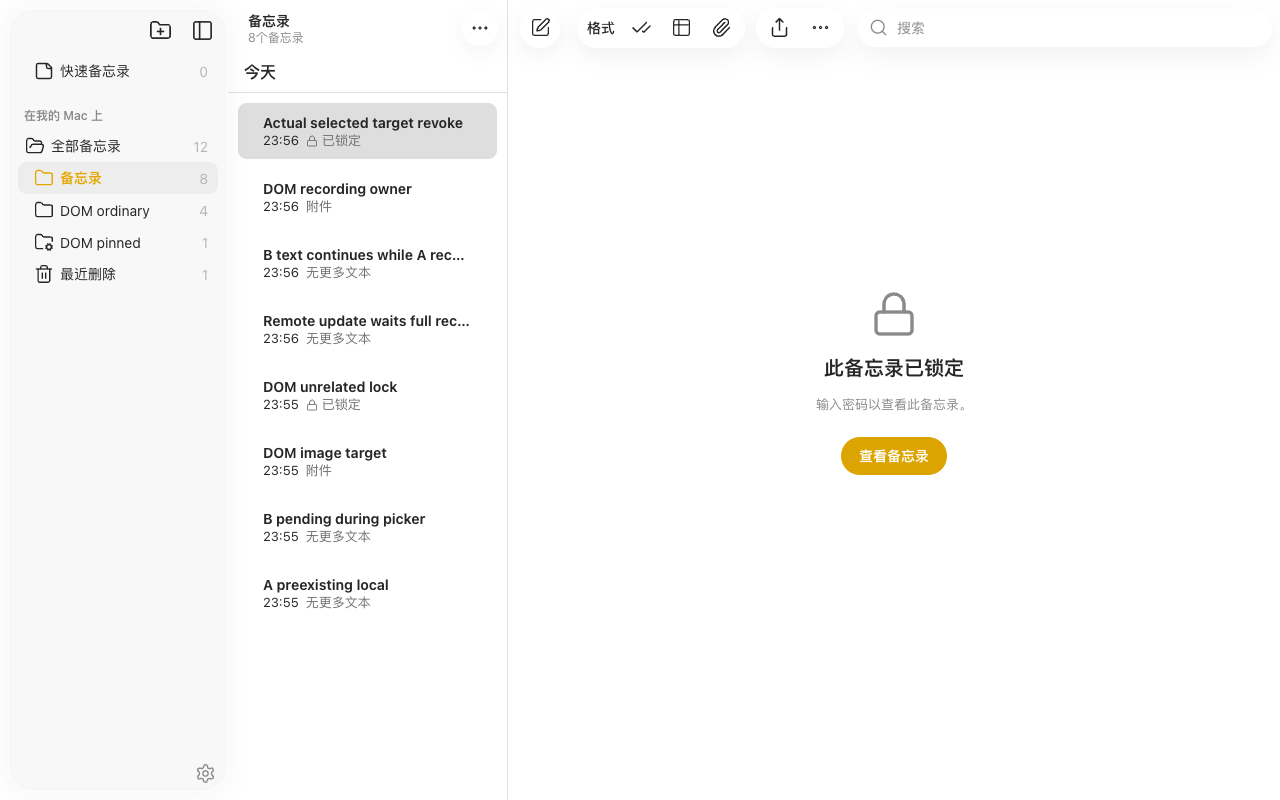 快速备忘录 0
在我的 Mac 上
全部备忘录 12
备忘录 8
DOM ordinary 4
DOM pinned 1
最近删除 1
备忘录
8个备忘录
今天
Actual selected target revoke
23:56 已锁定
DOM recording owner
23:56 附件
B text continues while A rec...
23:56 无更多文本
Remote update waits full rec...
23:56 无更多文本
DOM unrelated lock
23:55 已锁定
DOM image target
23:55 附件
B pending during picker
23:55 无更多文本
A preexisting local
23:55 无更多文本
格式
搜索
此备忘录已锁定
输入密码以查看此备忘录。
查看备忘录